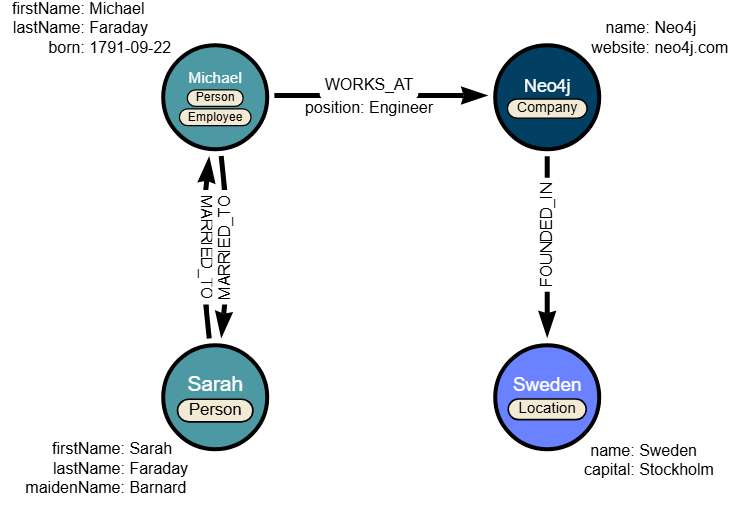 firstName: Michael
lastName: Faraday
born: 1791-09-22
name: Neo4j
website: neo4j.com
Michael
Person
Employee
WORKS_AT
position: Engineer
Neo4j
Company
MARRIED_TO
MARRIED_TO
FOUNDED_IN
Sarah
Person
Sweden
Location
firstName: Sarah
lastName: Faraday
maidenName: Barnard
name: Sweden
capital: Stockholm